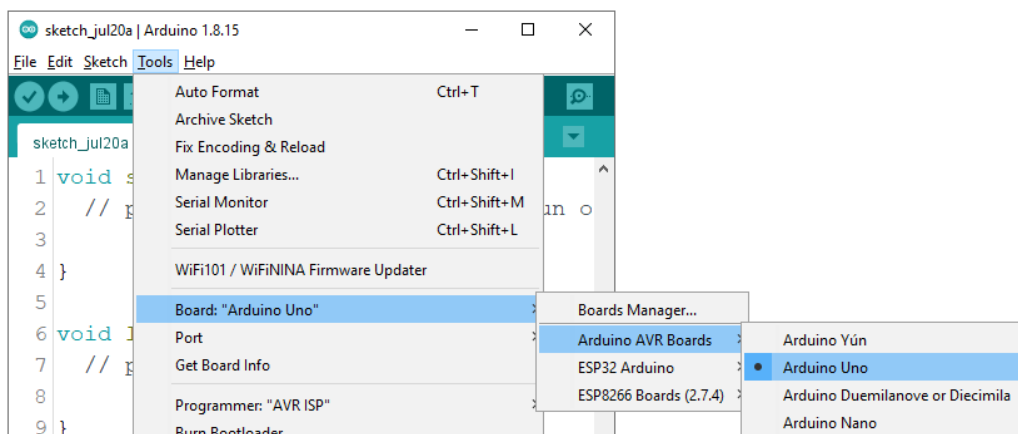 sketch_jul20a | Arduino 1.8.15
File Edit Sketch Tools Help
sketch_jul20a
Auto Format Ctrl+T
Archive Sketch
Fix Encoding & Reload
Manage Libraries... Ctrl+Shift+I
Serial Monitor Ctrl+Shift+M
Serial Plotter Ctrl+Shift+L
WiFi101 / WiFiNINA Firmware Updater
Board: "Arduino Uno"
Port
Get Board Info
Programmer: "AVR ISP"
Burn Bootloader
Boards Manager...
Arduino AVR Boards
ESP32 Arduino
ESP8266 Boards (2.7.4)
Arduino Yún
Arduino Uno
Arduino Duemilanove or Diecimila
Arduino Nano
1 void
2 //
3
4 }
5
6 void
7 //
8
9 }